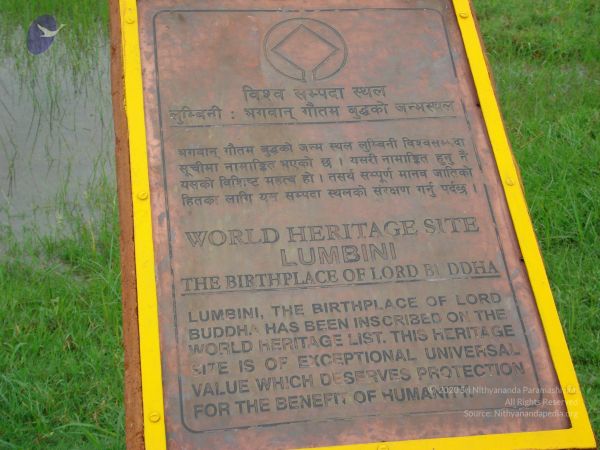 विश्व सम्पदा स्थल
लुम्बिनी : भगवान् गौतम बुद्धको जन्मस्थल
भगवान् गौतम बुद्धको जन्म स्थल लुम्बिनी विश्वसम्पदा
सूचीमा नामाङ्कित भएको छ । यसरी नामाङ्कित हुनु नै
यसको विशिष्ट महत्व हो । तसर्थ सम्पूर्ण मानव जातिको
हितका लागि यस सम्पदा स्थलको संरक्षण गर्नु पर्दछ ।
WORLD HERITAGE SITE
LUMBINI
THE BIRTHPLACE OF LORD BUDDHA
LUMBINI, THE BIRTHPLACE OF LORD
BUDDHA HAS BEEN INSCRIBED ON THE
WORLD HERITAGE LIST. THIS HERITAGE
SITE IS OF EXCEPTIONAL UNIVERSAL
VALUE WHICH DESERVES PROTECTION
FOR THE BENEFIT OF HUMANITY.
© 2020 Sri Nithyananda Paramashiva,
All Rights Reserved
Source: Nithyanandapedia.org